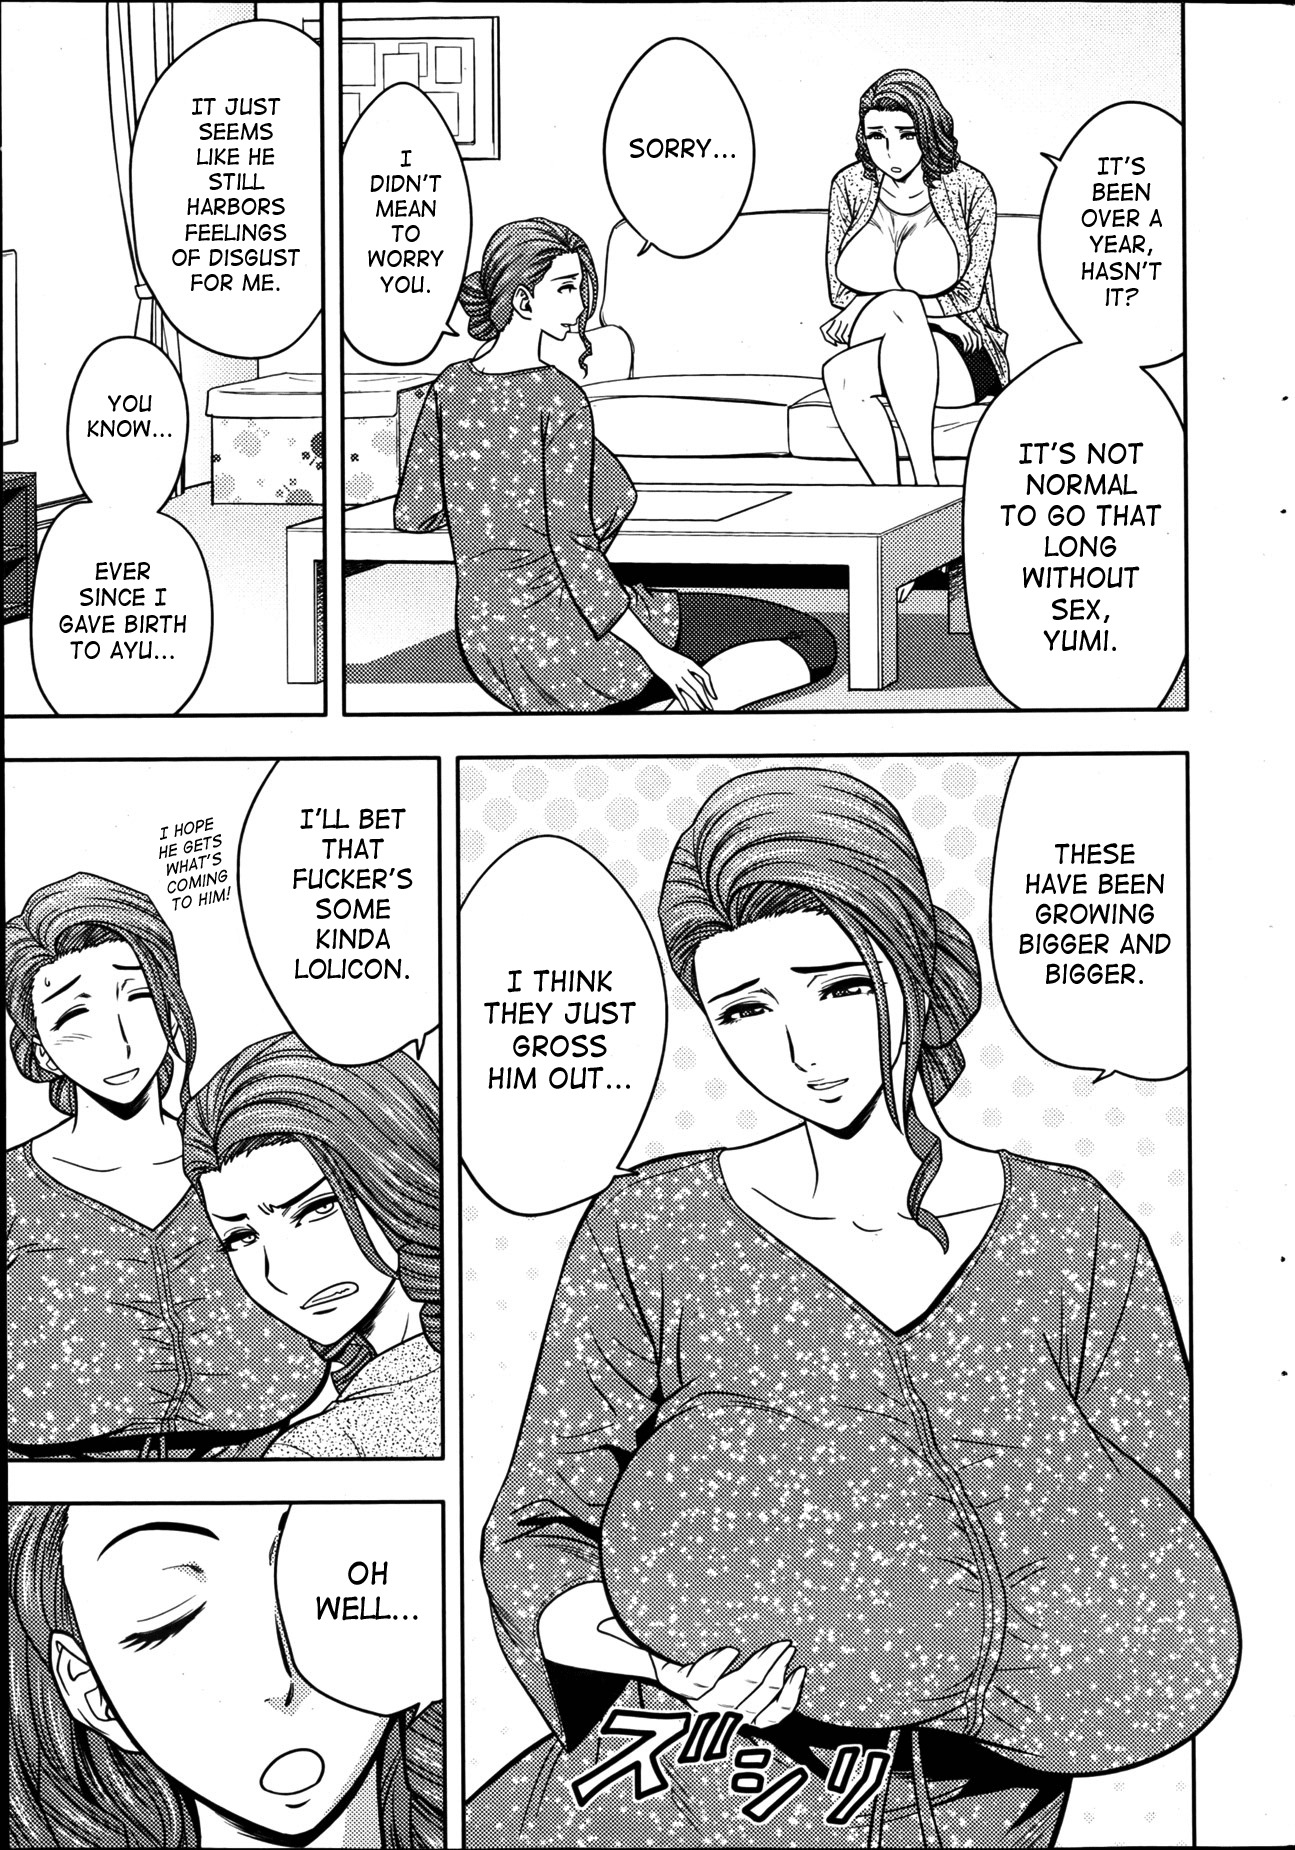 IT'S
BEEN
OVER A
YEAR,
HASN'T
IT?
IT'S NOT
NORMAL
TO GO THAT
LONG
WITHOUT
SEX,
YUMI.
SORRY...
I
DIDN'T
MEAN
TO
WORRY
YOU.
IT JUST
SEEMS
LIKE HE
STILL
HARBORS
FEELINGS
OF DISGUST
FOR ME.
YOU
KNOW...
EVER
SINCE I
GAVE BIRTH
TO AYU...
THESE
HAVE BEEN
GROWING
BIGGER AND
BIGGER.
I THINK
THEY JUST
GROSS
HIM OUT...
ズシリ
I'LL BET
THAT
FUCKER'S
SOME
KINDA
LOLICON.
I HOPE
HE GETS
WHAT'S
COMING
TO HIM!
OH
WELL...